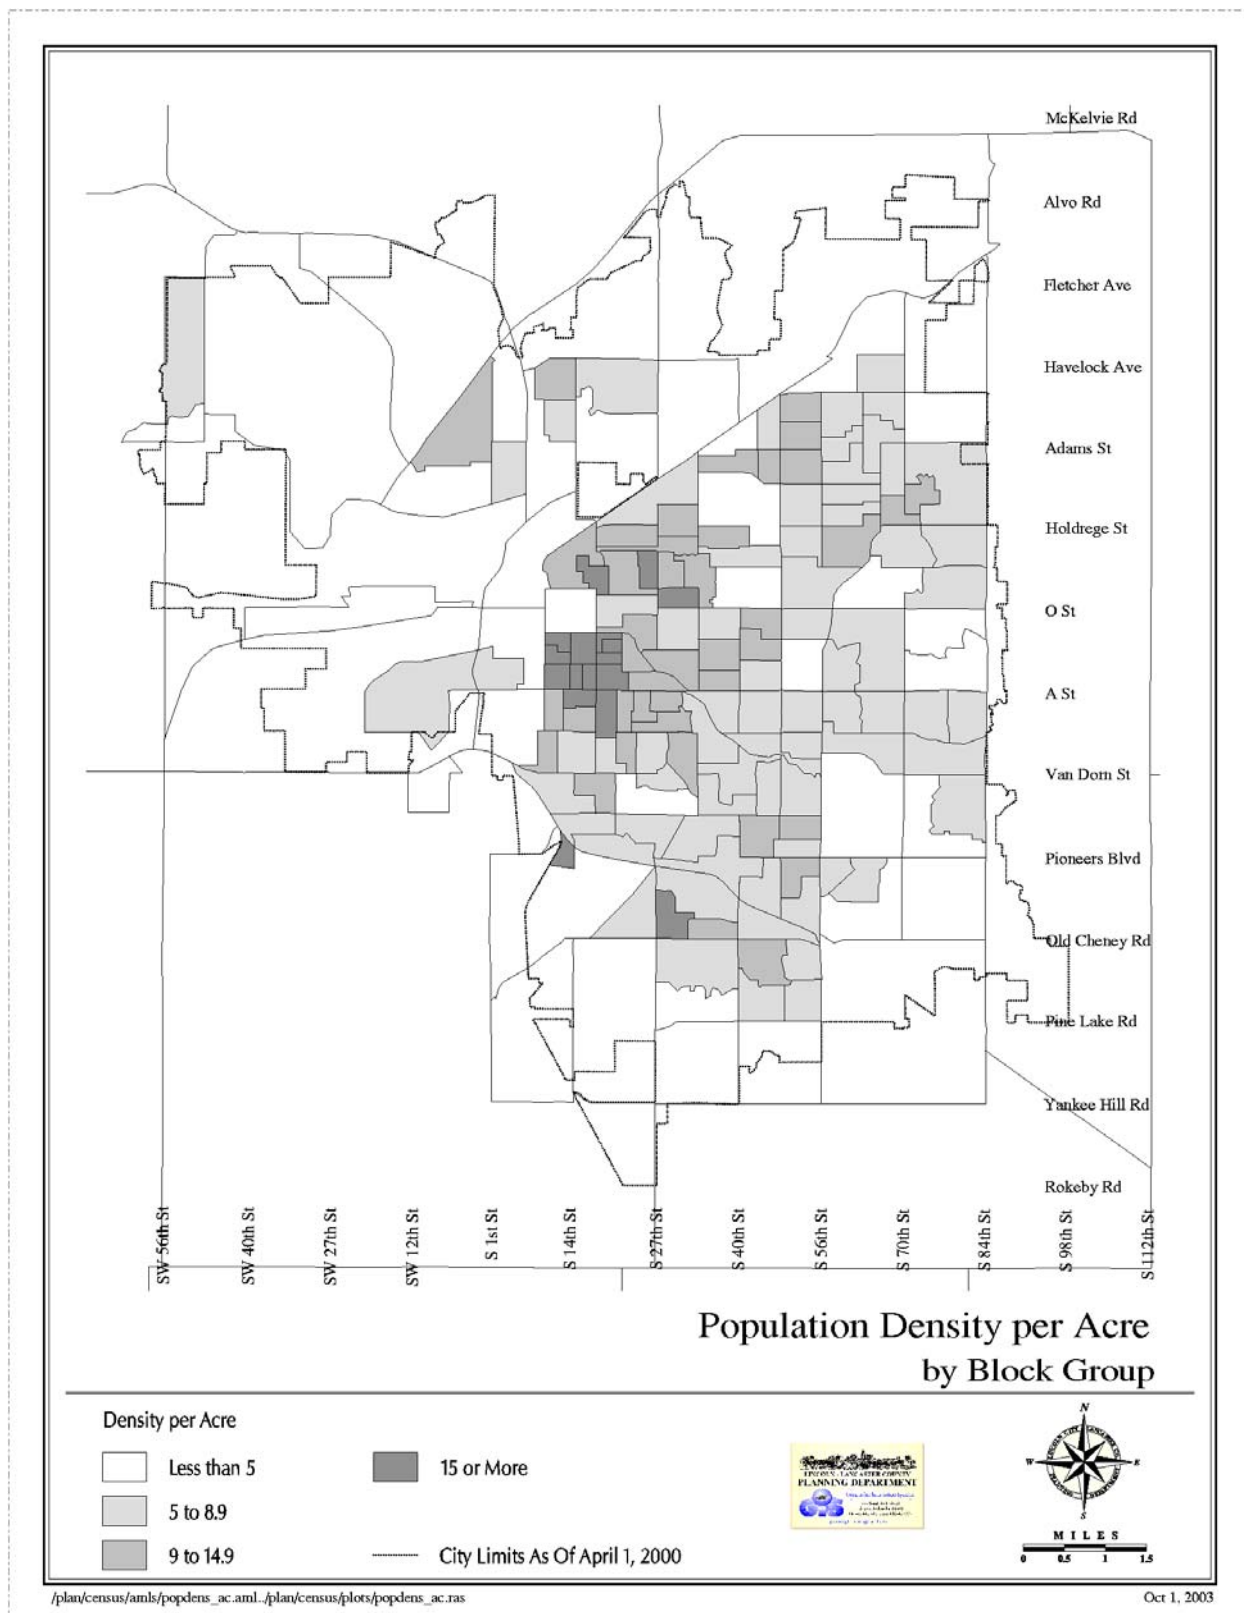 McKelvie Rd
Alvo Rd
Fletcher Ave
Havelock Ave
Adams St
Holdrege St
O St
A St
Van Dorn St
Pioneers Blvd
Old Cheney Rd
Pine Lake Rd
Yankee Hill Rd
Rokeby Rd
SW 56th St
SW 40th St
SW 27th St
SW 12th St
S 1st St
S 14th St
S 27th St
S 40th St
S 56th St
S 70th St
S 84th St
S 98th St
S 112th St
Population Density per Acre
by Block Group
Density per Acre
Less than 5
15 or More
5 to 8.9
9 to 14.9
City Limits As Of April 1, 2000
LINCOLN - LANCASTER COUNTY
PLANNING DEPARTMENT
GIS
N
W
E
S
MILES
0 0.5 1 1.5
/plan/census/amls/popdens_ac.aml../plan/census/plots/popdens_ac.ras
Oct 1, 2003